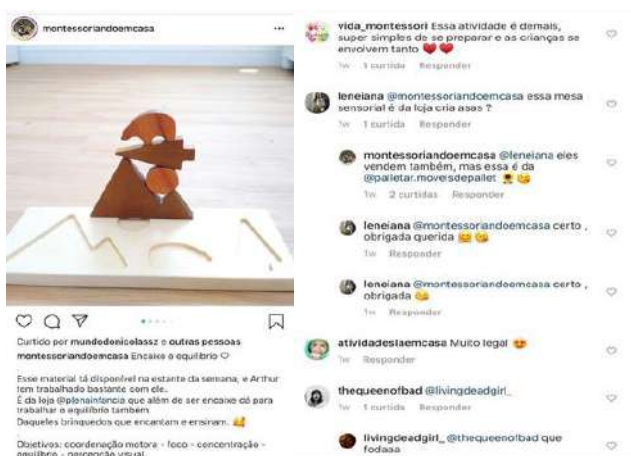 montessoriandoemcasa
Curtido por mundodenicolassz e outras pessoas
montessoriandoemcasa Encaixe e equilíbrio
Esse material tá disponível na estante da semana, e Arthur
tem trabalhado bastante com ele..
É da loja @plenainfancia que além de ser encaixe dá para
trabalhar o equilíbrio também
Daqueles brinquedos que encantam e ensinam. 🥰
Objetivos: coordenação motora - foco - concentração -
equilíbrio - percepção visual.
vida_montessori Essa atividade é demais,
super simples de se preparar e as crianças se
envolvem tanto ❤️❤️
1w 1 curtida Responder
leneiana @montessoriandoemcasa essa mesa
sensorial é da loja cria asas ?
1w 1 curtida Responder
montessoriandoemcasa @leneiana eles
vendem também, mas essa é da
@palletar.moveisdepallet 🌻😘
1w 2 curtidas Responder
leneiana @montessoriandoemcasa certo ,
obrigada querida 😊😘
1w Responder
leneiana @montessoriandoemcasa certo ,
obrigada 😘
1w Responder
atividadeslaemcasa Muito legal 😍
1w Responder
thequeenofbad @livingdeadgirl_
1w 1 curtida Responder
livingdeadgirl_ @thequeenofbad que
fodaaa